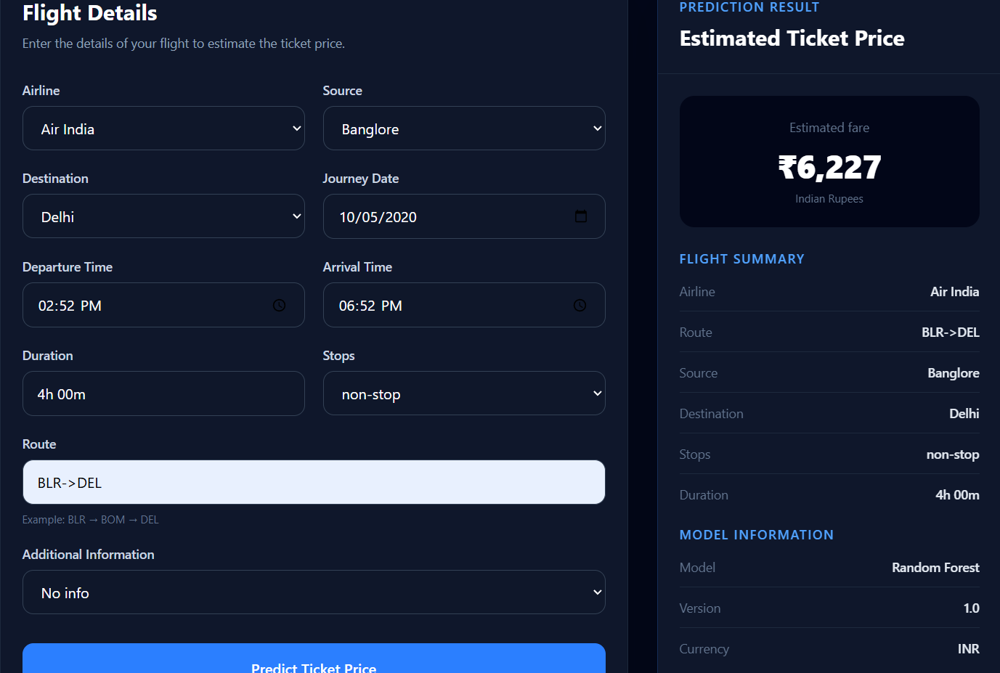 Flight Details
Enter the details of your flight to estimate the ticket price.
Airline
Source
Air India
Banglore
Destination
Journey Date
Delhi
10/05/2020
Departure Time
Arrival Time
02:52 PM
06:52 PM
Duration
Stops
4h 00m
non-stop
Route
BLR->DEL
Example: BLR → BOM → DEL
Additional Information
No info
Predict Ticket Price
PREDICTION RESULT
Estimated Ticket Price
Estimated fare
₹6,227
Indian Rupees
FLIGHT SUMMARY
Airline Air India
Route BLR->DEL
Source Banglore
Destination Delhi
Stops non-stop
Duration 4h 00m
MODEL INFORMATION
Model Random Forest
Version 1.0
Currency INR